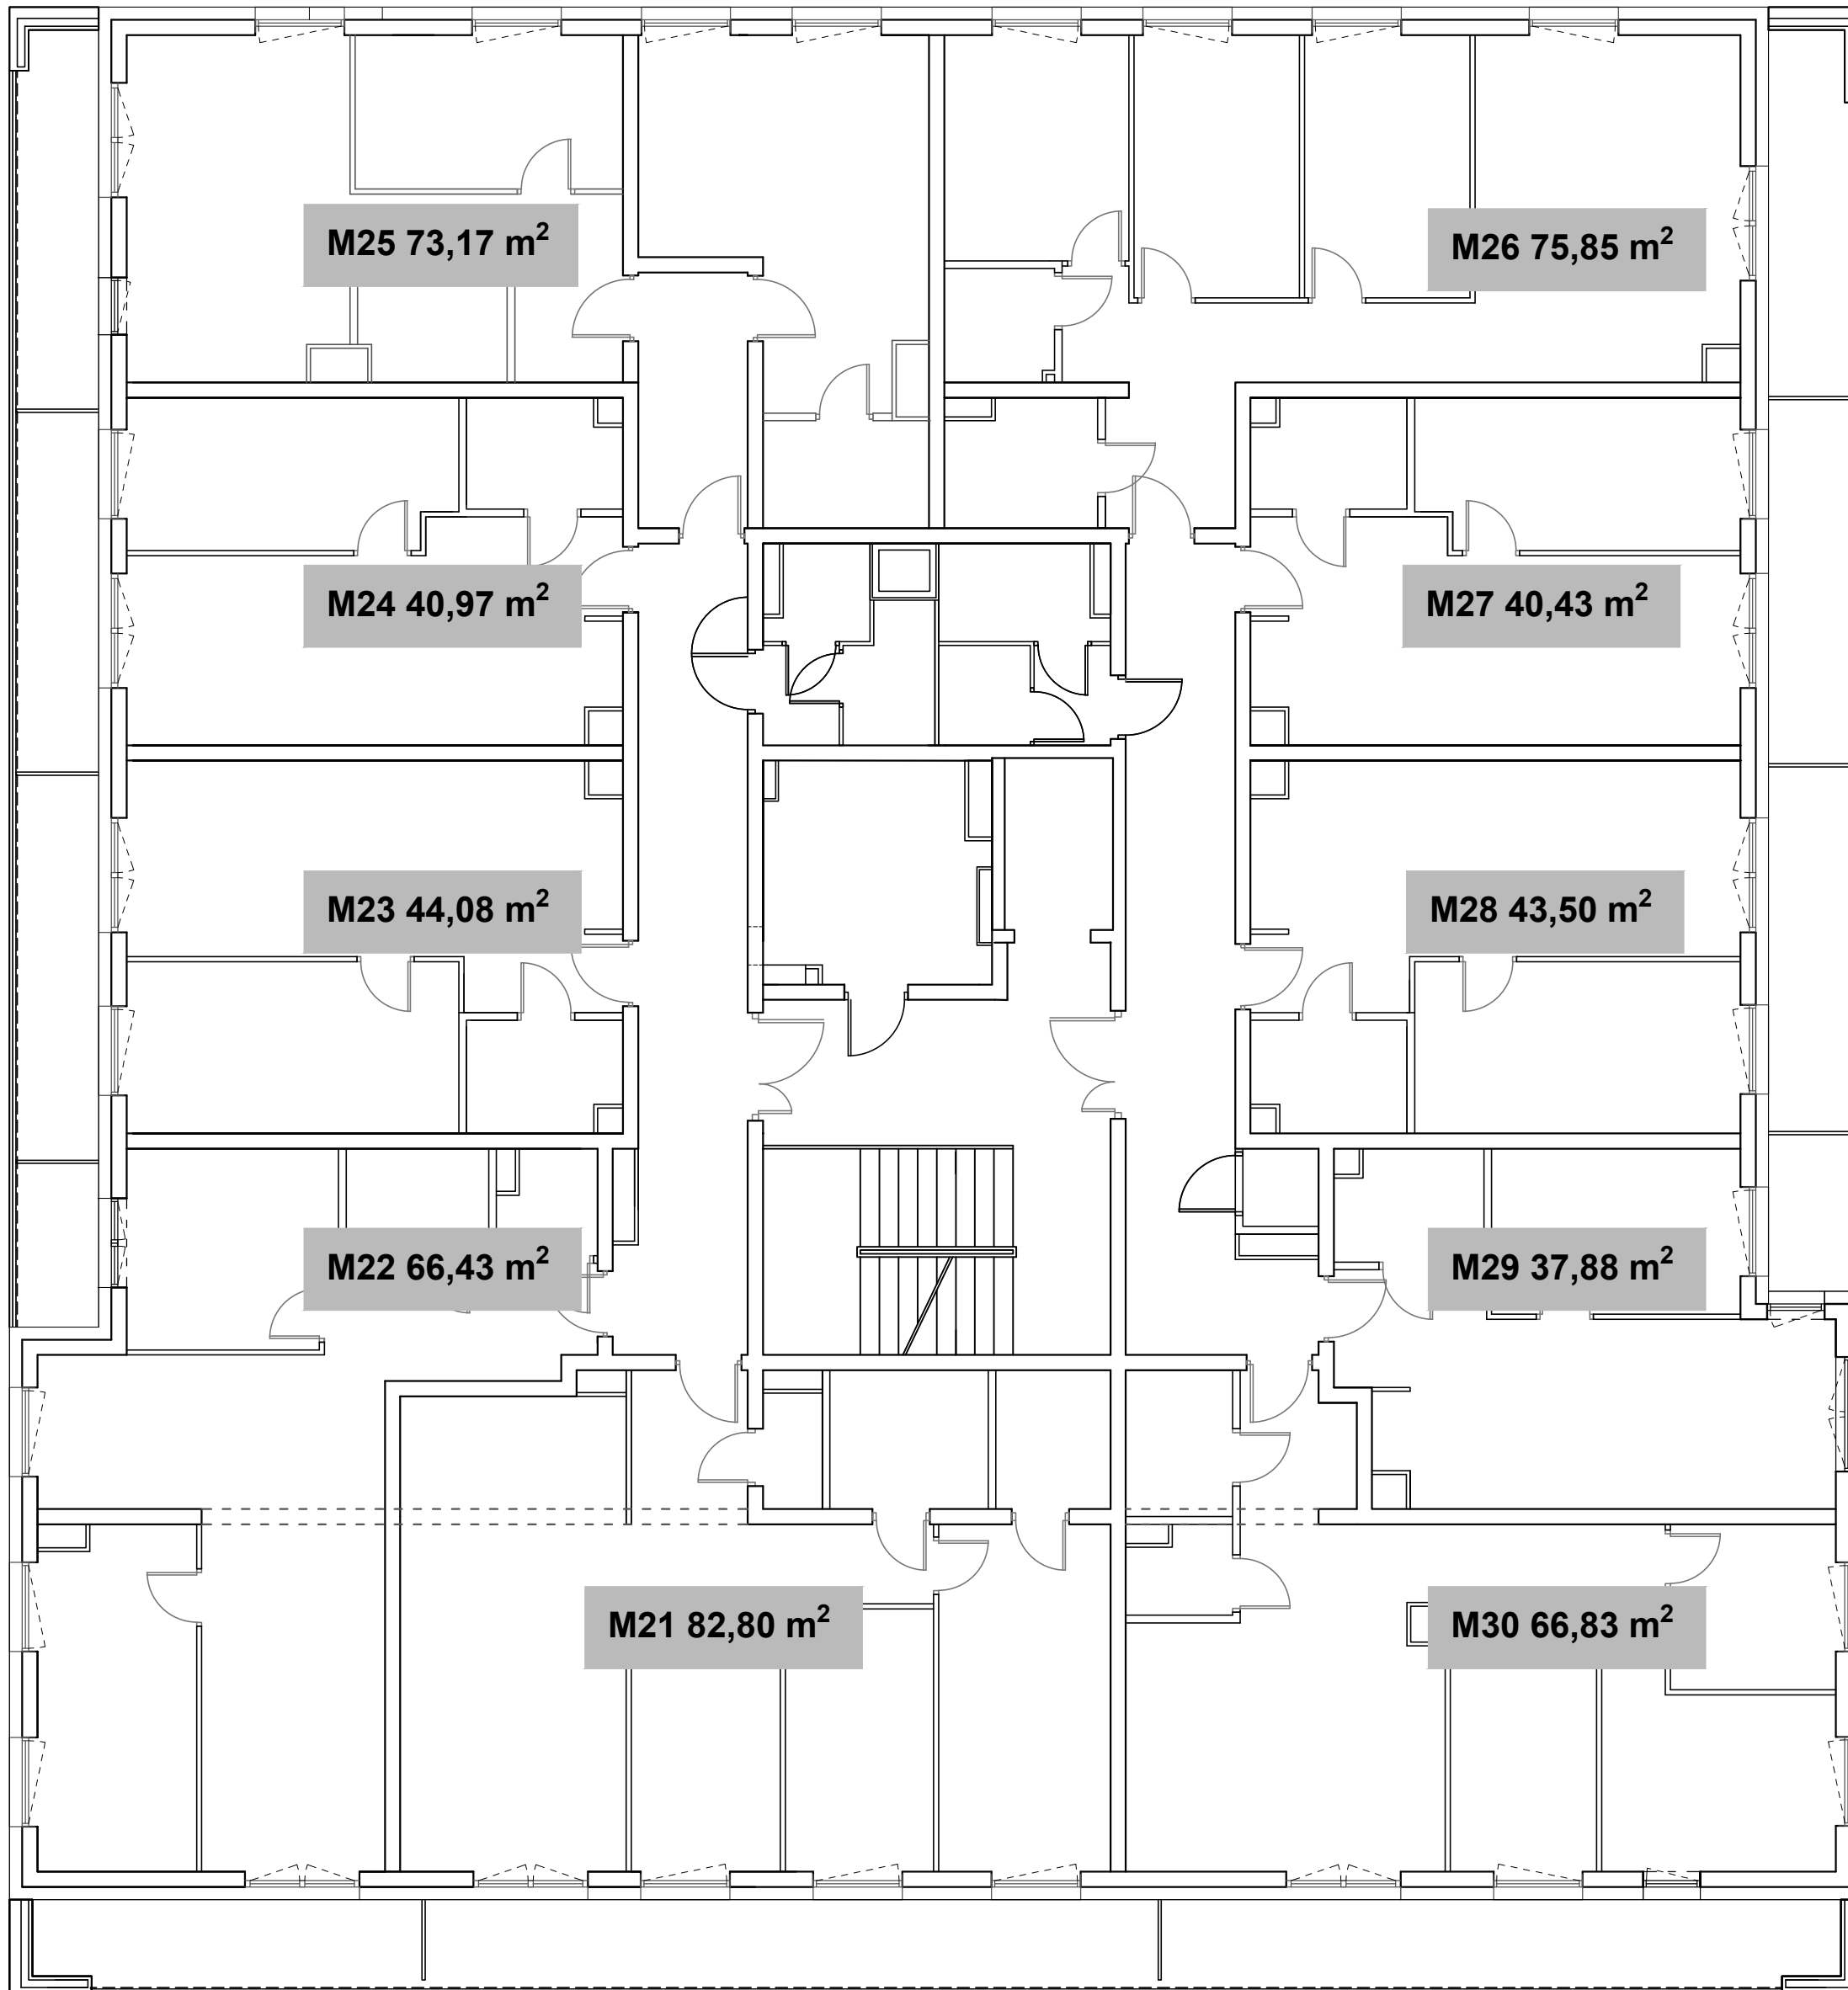 M25 73,17 m²
M26 75,85 m²
M24 40,97 m²
M27 40,43 m²
M23 44,08 m²
M28 43,50 m²
M22 66,43 m²
M29 37,88 m²
M21 82,80 m²
M30 66,83 m²